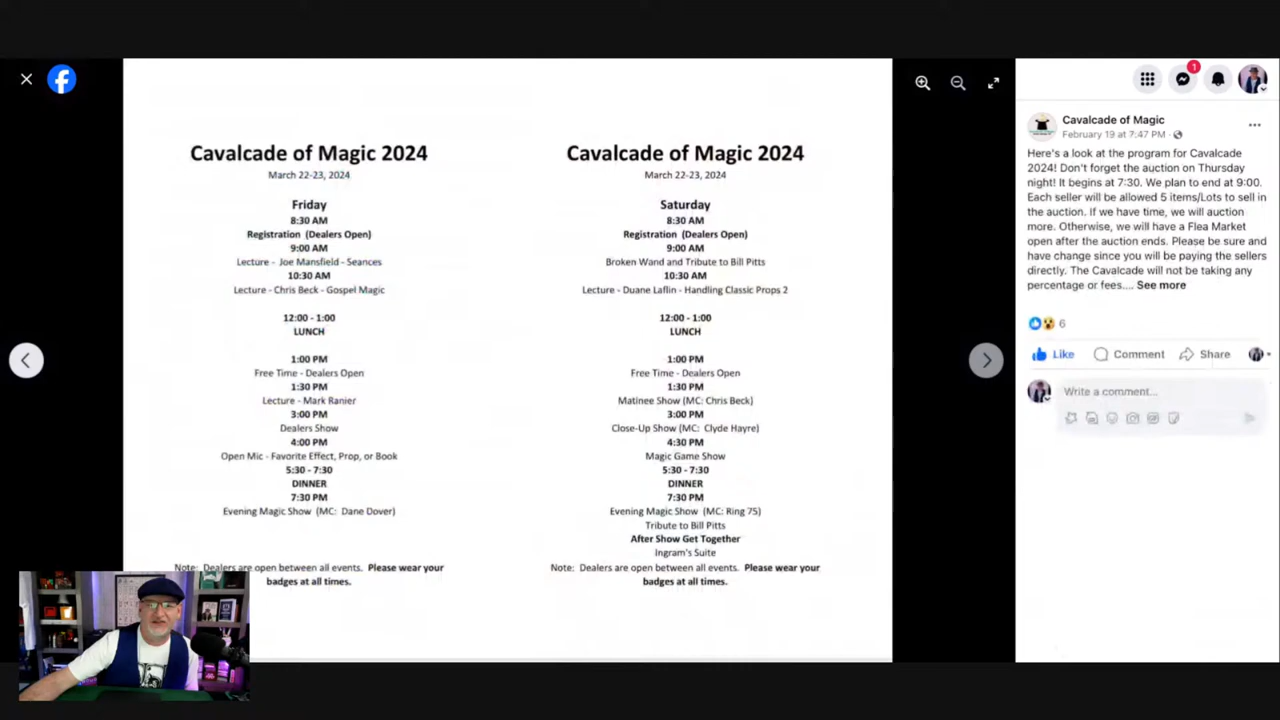 Cavalcade of Magic 2024
March 22-23, 2024
Friday
8:30 AM
Registration (Dealers Open)
9:00 AM
Lecture - Joe Mansfield - Seances
10:30 AM
Lecture - Chris Beck - Gospel Magic
12:00 - 1:00
LUNCH
1:00 PM
Free Time - Dealers Open
1:30 PM
Lecture - Mark Ranier
3:00 PM
Dealers Show
4:00 PM
Open Mic - Favorite Effect, Prop, or Book
5:30 - 7:30
DINNER
7:30 PM
Evening Magic Show (MC: Dane Dover)
Note: Dealers are open between all events. Please wear your
badges at all times.
Cavalcade of Magic 2024
March 22-23, 2024
Saturday
8:30 AM
Registration (Dealers Open)
9:00 AM
Broken Wand and Tribute to Bill Pitts
10:30 AM
Lecture - Duane Laflin - Handling Classic Props 2
12:00 - 1:00
LUNCH
1:00 PM
Free Time - Dealers Open
1:30 PM
Matinee Show (MC: Chris Beck)
3:00 PM
Close-Up Show (MC: Clyde Hayre)
4:30 PM
Magic Game Show
5:30 - 7:30
DINNER
7:30 PM
Evening Magic Show (MC: Ring 75)
Tribute to Bill Pitts
After Show Get Together
Ingram's Suite
Note: Dealers are open between all events. Please wear your
badges at all times.
1
Cavalcade of Magic
February 19 at 7:47 PM ·
Here's a look at the program for Cavalcade
2024! Don't forget the auction on Thursday
night! It begins at 7:30. We plan to end at 9:00.
Each seller will be allowed 5 items/Lots to sell in
the auction. If we have time, we will auction
more. Otherwise, we will have a Flea Market
open after the auction ends. Please be sure and
have change since you will be paying the sellers
directly. The Cavalcade will not be taking any
percentage or fees.... See more
6
Like Comment Share
Write a comment...